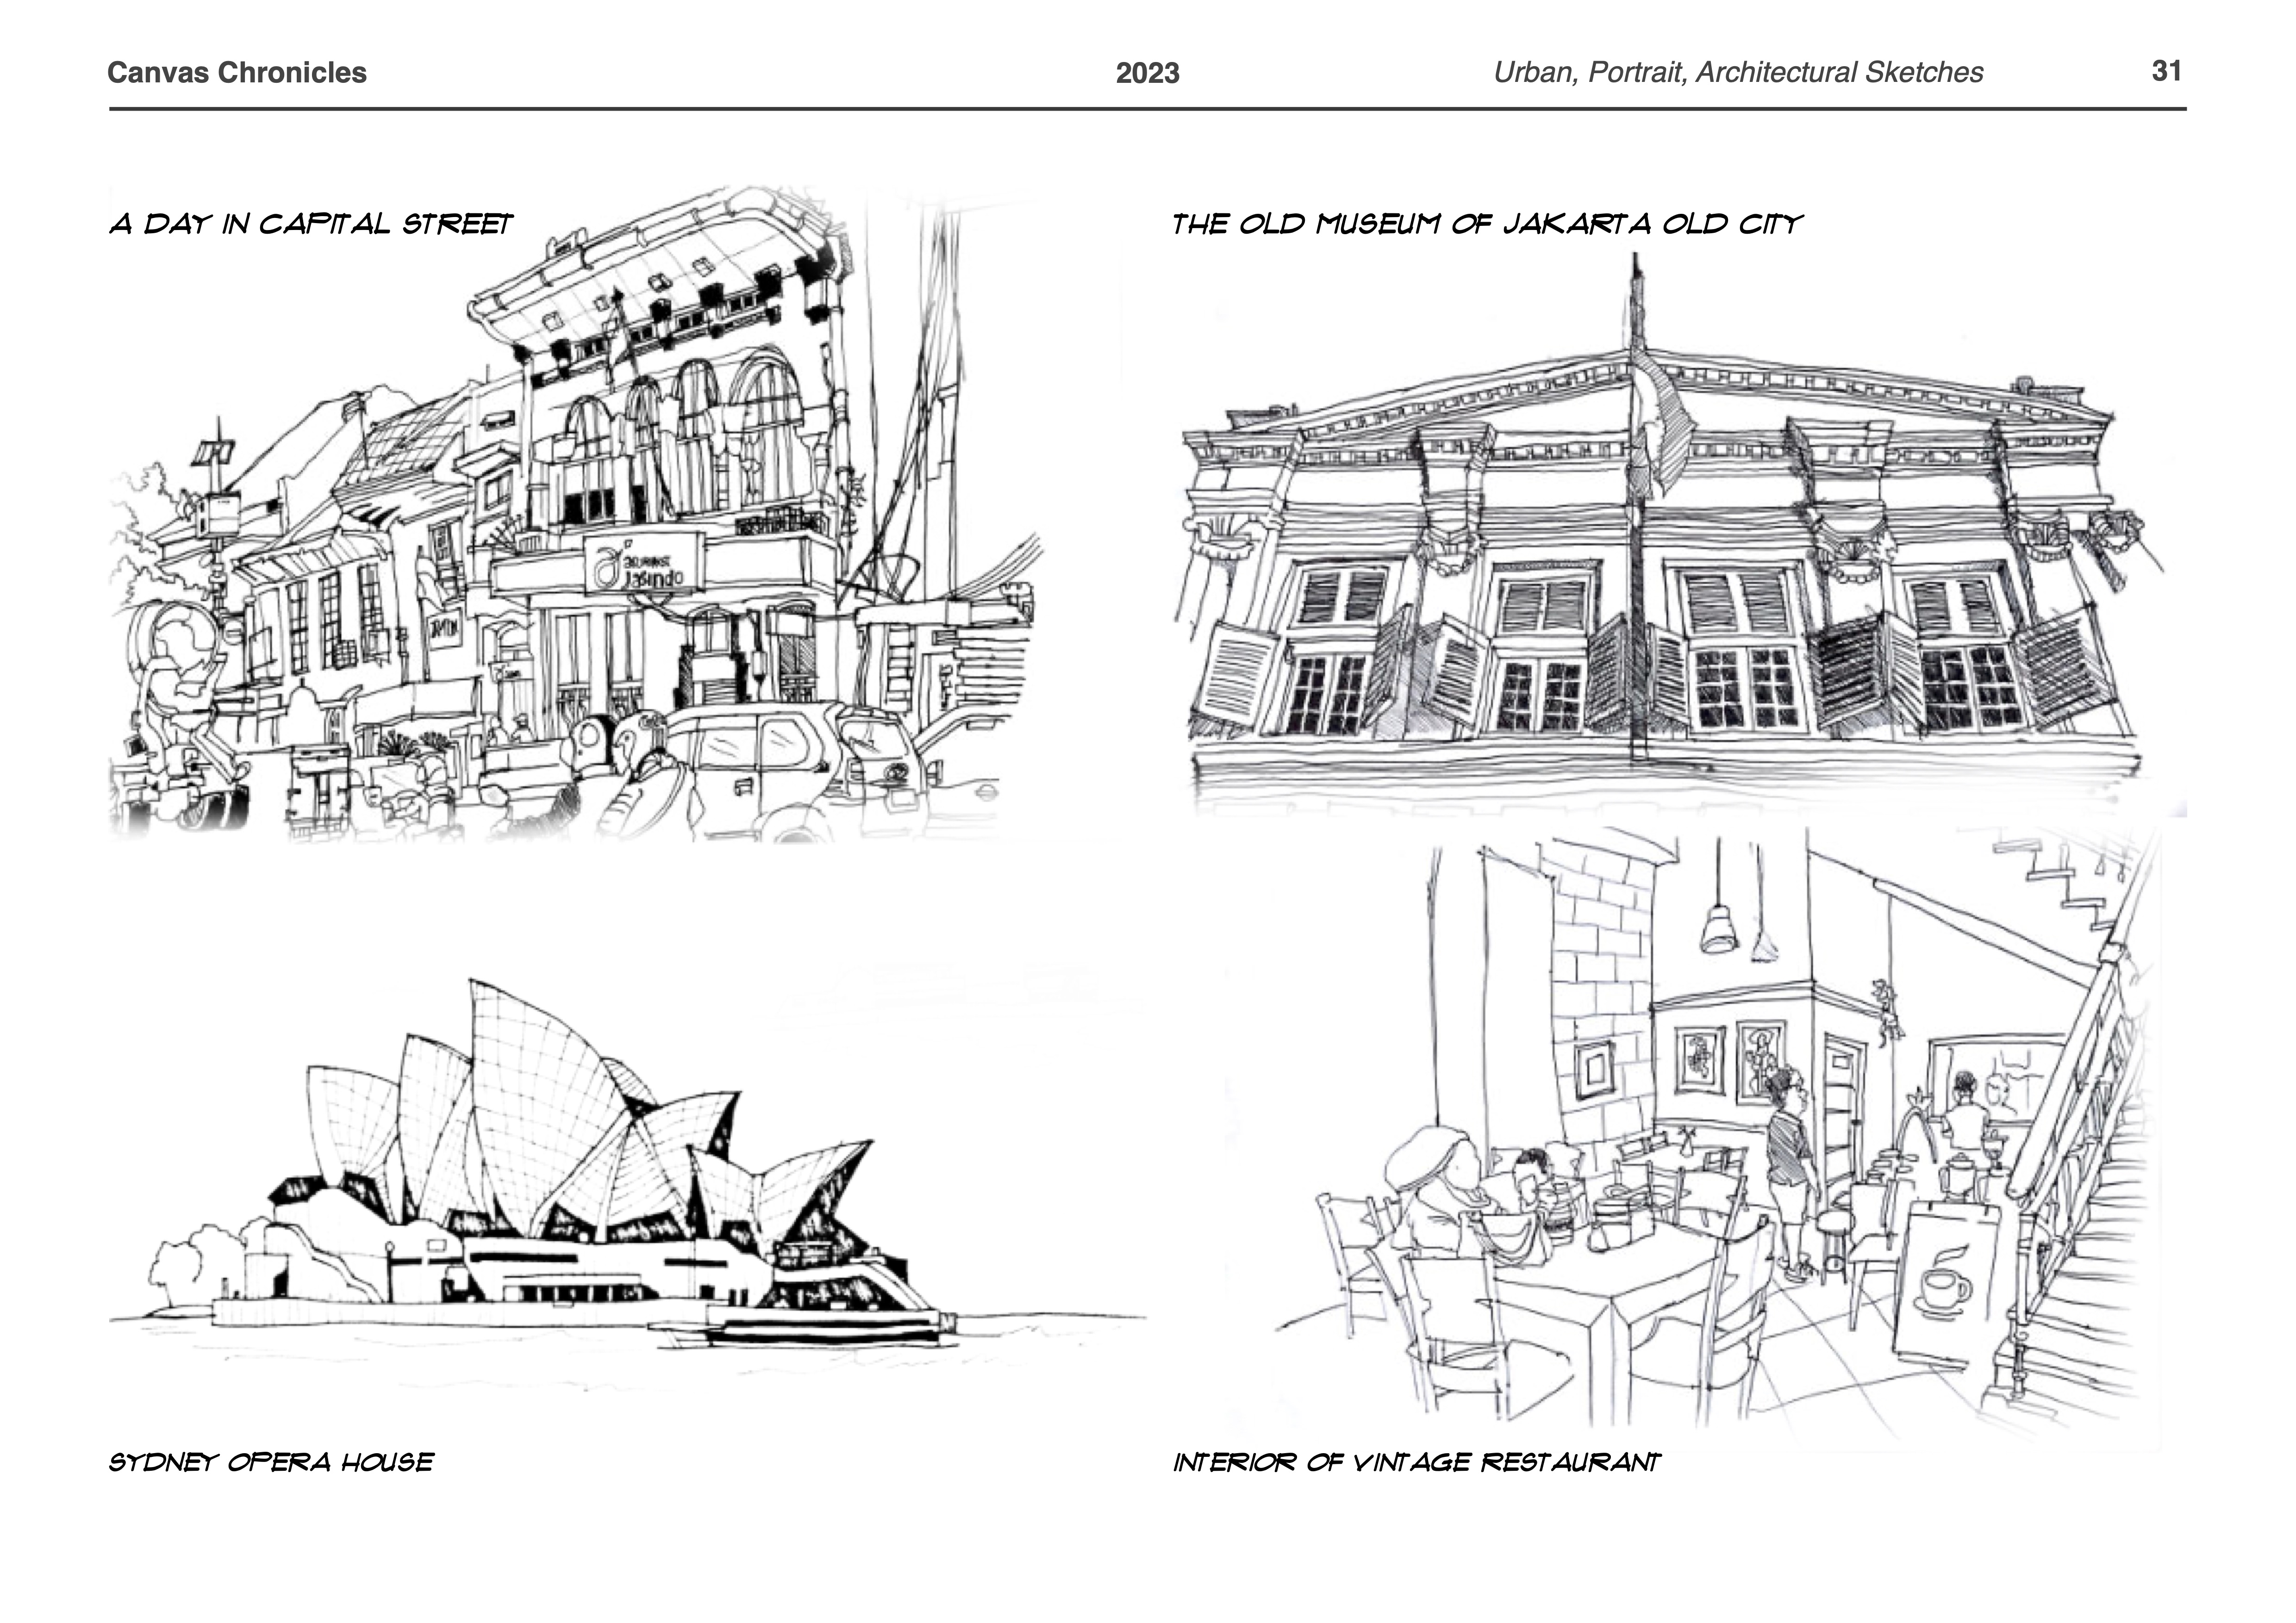 Canvas Chronicles 2023 Urban, Portrait, Architectural Sketches 31
A DAY IN CAPITAL STREET
THE OLD MUSEUM OF JAKARTA OLD CITY
Jasindo
SYDNEY OPERA HOUSE
INTERIOR OF VINTAGE RESTAURANT